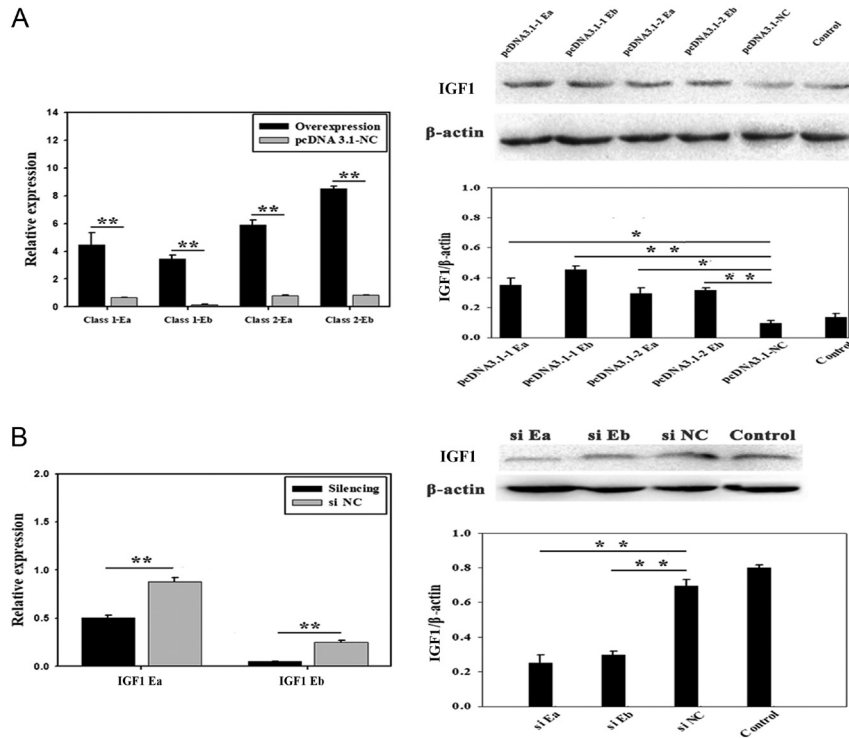 A
pcDNA3.1-1 Ea
pcDNA3.1-1 Eb
pcDNA3.1-2 Ea
pcDNA3.1-2 Eb
pcDNA3.1-NC
Control
IGF1
β-actin
Relative expression
14
12
10
8
6
4
2
0
Overexpression
pcDNA 3.1-NC
** ** ** **
Class 1-Ea Class 1-Eb Class 2-Ea Class 2-Eb
IGF1/β-actin
1.0
0.8
0.6
0.4
0.2
0.0
*
* *
*
* *
pcDNA3.1-1 Ea
pcDNA3.1-1 Eb
pcDNA3.1-2 Ea
pcDNA3.1-2 Eb
pcDNA3.1-NC
Control
B
si Ea si Eb si NC Control
IGF1
β-actin
Relative expression
2.0
1.5
1.0
0.5
0.0
Silencing
si NC
** **
IGF1 Ea IGF1 Eb
IGF1/β-actin
1.0
0.8
0.6
0.4
0.2
0.0
* *
* *
si Ea
si Eb
si NC
Control